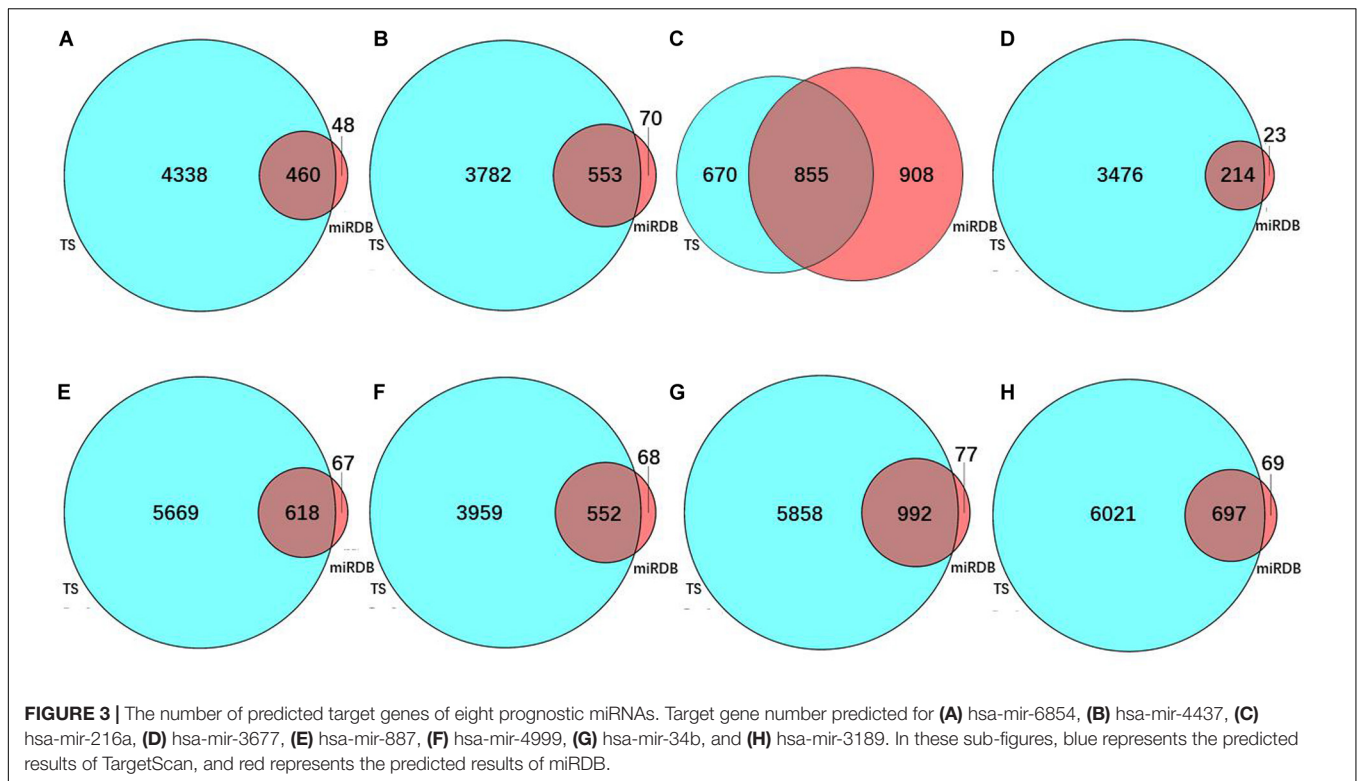 A
B
C
D
48
70
23
4338
460
3782
553
670
855
908
3476
214
miRDB
miRDB
miRDB
miRDB
TS
TS
TS
TS
E
F
G
H
67
68
77
69
5669
618
3959
552
5858
992
6021
697
miRDB
miRDB
miRDB
miRDB
TS
TS
TS
TS
FIGURE 3 | The number of predicted target genes of eight prognostic miRNAs. Target gene number predicted for (A) hsa-mir-6854, (B) hsa-mir-4437, (C)
hsa-mir-216a, (D) hsa-mir-3677, (E) hsa-mir-887, (F) hsa-mir-4999, (G) hsa-mir-34b, and (H) hsa-mir-3189. In these sub-figures, blue represents the predicted
results of TargetScan, and red represents the predicted results of miRDB.